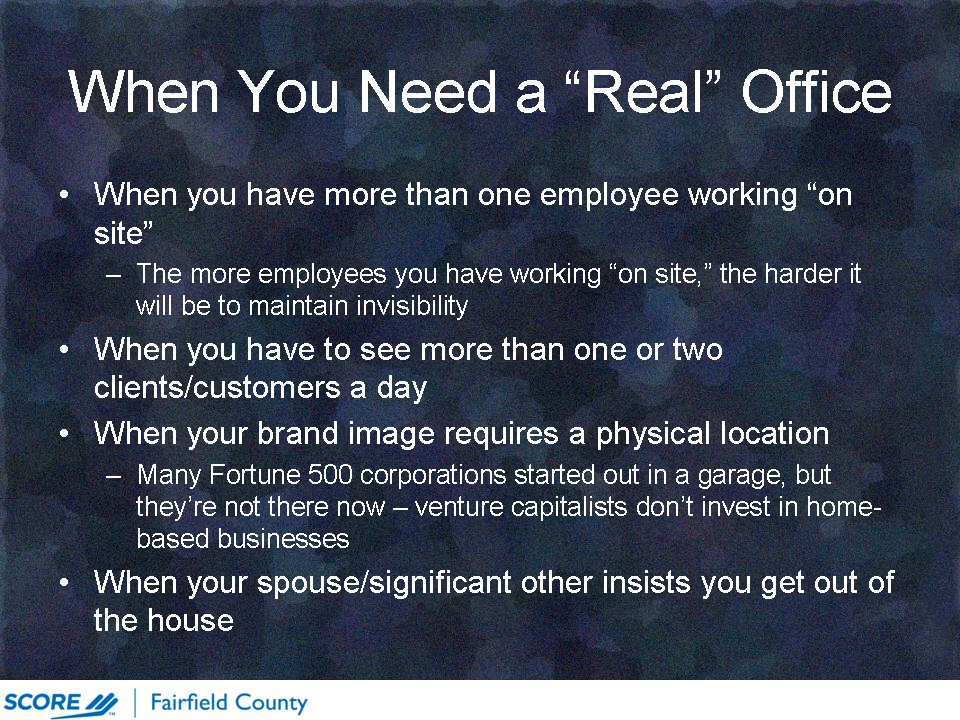 When You Need a “Real” Office
• When you have more than one employee working “on
site”
– The more employees you have working “on site,” the harder it
will be to maintain invisibility
• When you have to see more than one or two
clients/customers a day
• When your brand image requires a physical location
– Many Fortune 500 corporations started out in a garage, but
they’re not there now – venture capitalists don’t invest in home-
based businesses
• When your spouse/significant other insists you get out of
the house
SCORE™ | Fairfield County